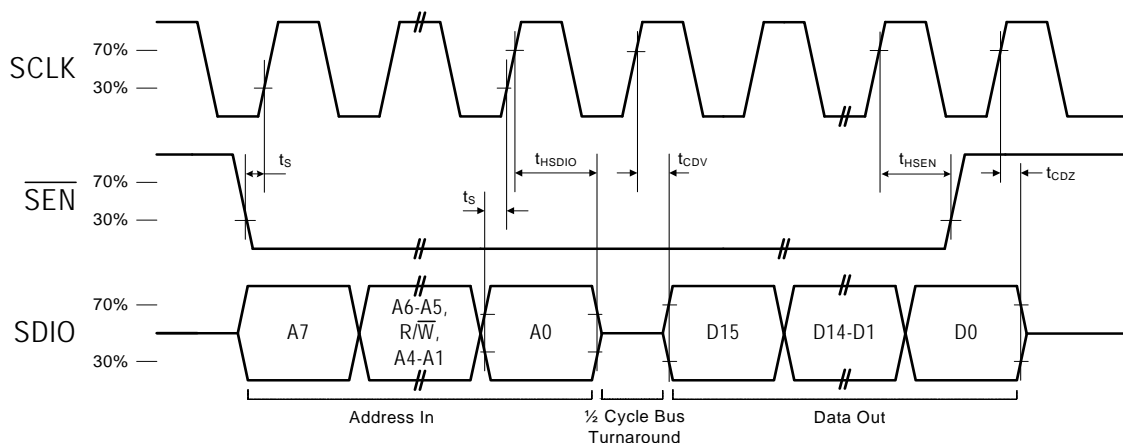 SCLK
70%
30%
tS
tHSDIO
tCDV
tHSEN
tCDZ
SEN
70%
30%
tS
SDIO
70%
30%
A7
A6-A5,
R/W,
A4-A1
A0
D15
D14-D1
D0
Address In
½ Cycle Bus
Turnaround
Data Out